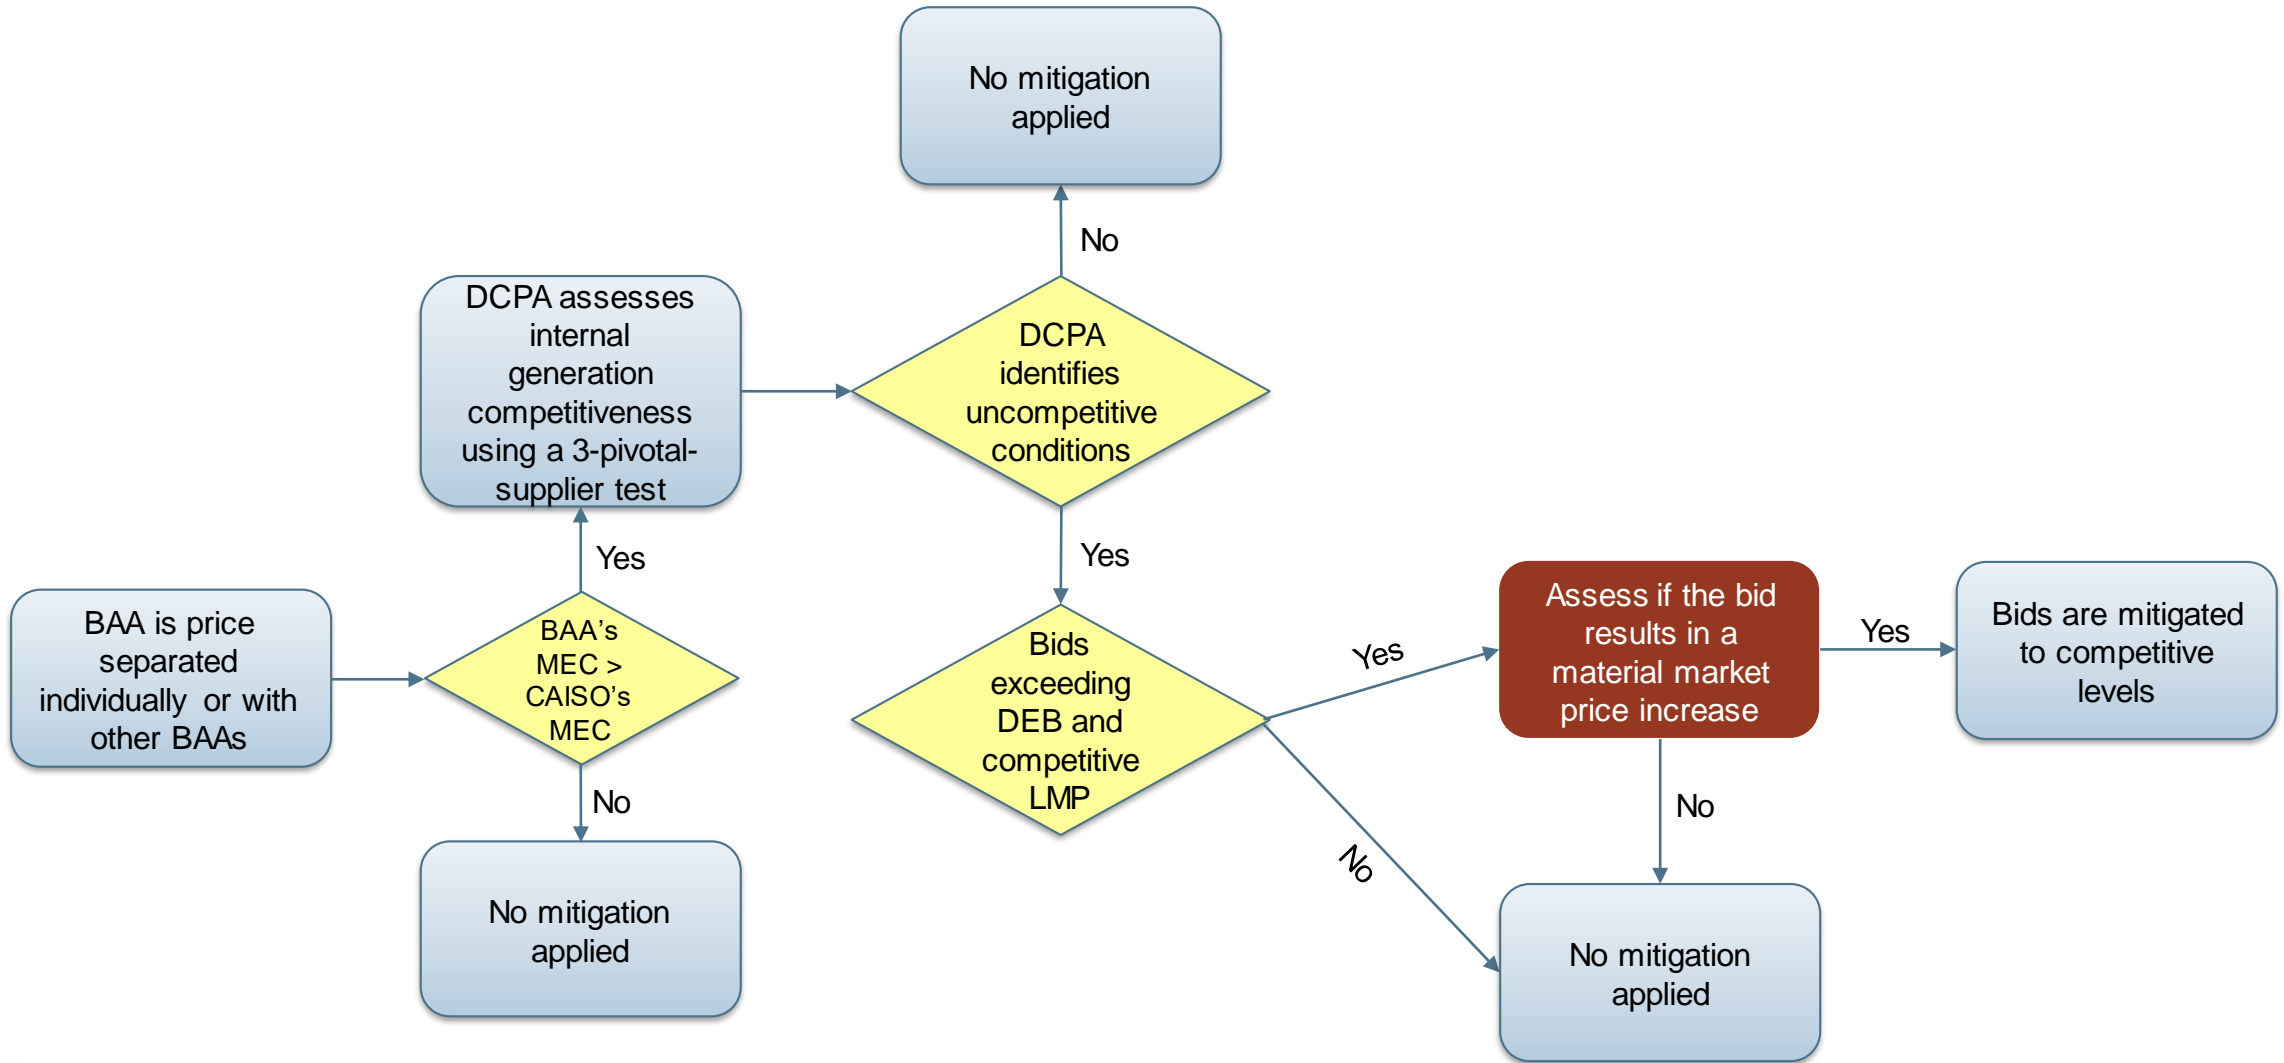 No mitigation
applied
No
DCPA assesses
internal
generation
competitiveness
using a 3-pivotal-
supplier test
DCPA
identifies
uncompetitive
conditions
Yes
Yes
BAA is price
separated
individually or with
other BAAs
BAA's
MEC >
CAISO's
MEC
No
No mitigation
applied
Bids
exceeding
DEB and
competitive
LMP
Yes
No
Assess if the bid
results in a
material market
price increase
Yes
Bids are mitigated
to competitive
levels
No
No mitigation
applied